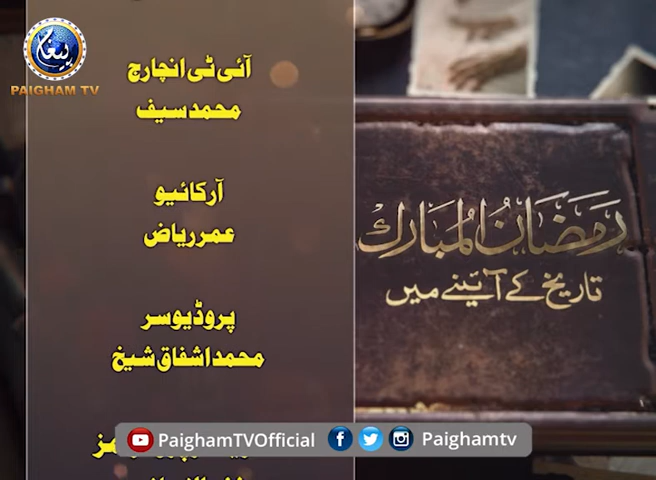 پیغام
PAIGHAM TV
آئی ٹی انچارج
محمد سیف
آرکائیو
عمر ریاض
پروڈیوسر
محمد اشفاق شیخ
رمضان المبارک
تاریخ کے آئینے میں
PaighamTVOfficial
Paighamtv